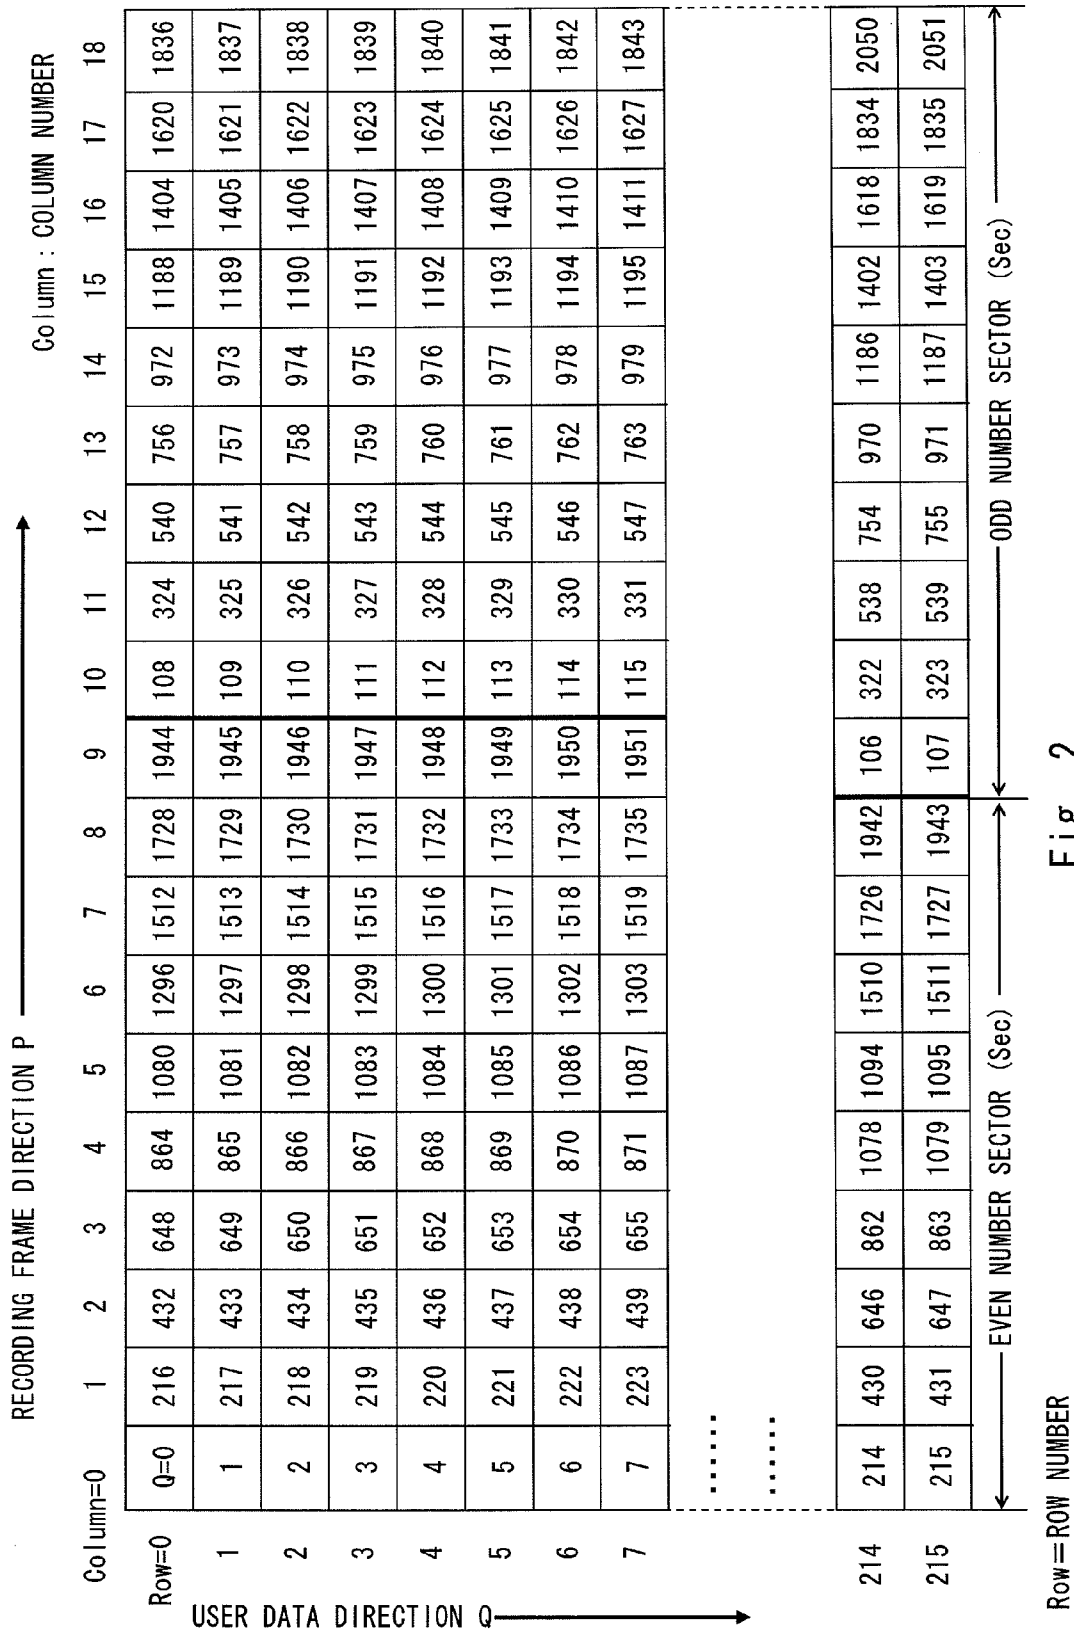 RECORDING FRAME DIRECTION P
Column : COLUMN NUMBER
Column=0 1 2 3 4 5 6 7 8 9 10 11 12 13 14 15 16 17 18
Row=0 Q=0 216 432 648 864 1080 1296 1512 1728 1944 108 324 540 756 972 1188 1404 1620 1836
1 1 217 433 649 865 1081 1297 1513 1729 1945 109 325 541 757 973 1189 1405 1621 1837
2 2 218 434 650 866 1082 1298 1514 1730 1946 110 326 542 758 974 1190 1406 1622 1838
3 3 219 435 651 867 1083 1299 1515 1731 1947 111 327 543 759 975 1191 1407 1623 1839
4 4 220 436 652 868 1084 1300 1516 1732 1948 112 328 544 760 976 1192 1408 1624 1840
5 5 221 437 653 869 1085 1301 1517 1733 1949 113 329 545 761 977 1193 1409 1625 1841
6 6 222 438 654 870 1086 1302 1518 1734 1950 114 330 546 762 978 1194 1410 1626 1842
7 7 223 439 655 871 1087 1303 1519 1735 1951 115 331 547 763 979 1195 1411 1627 1843
......
......
214 214 430 646 862 1078 1094 1510 1726 1942 106 322 538 754 970 1186 1402 1618 1834 2050
215 215 431 647 863 1079 1095 1511 1727 1943 107 323 539 755 971 1187 1403 1619 1835 2051
USER DATA DIRECTION Q
EVEN NUMBER SECTOR (Sec)
ODD NUMBER SECTOR (Sec)
Row=ROW NUMBER
Fig. 2